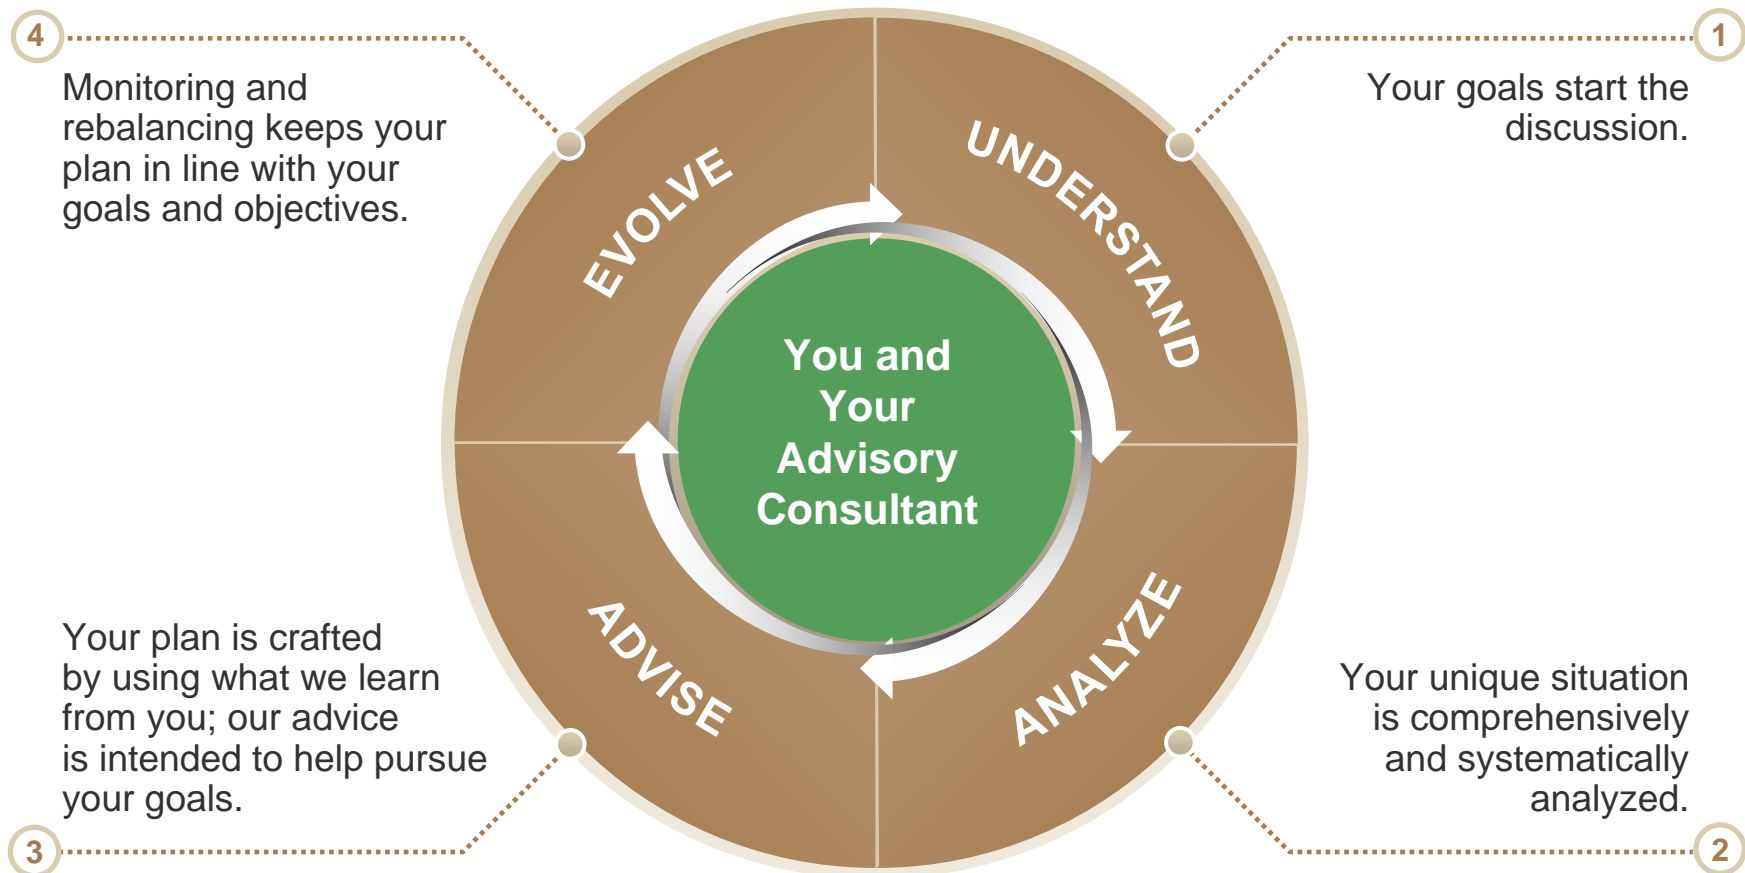 1
Your goals start the
discussion.
UNDERSTAND
2
Your unique situation
is comprehensively
and systematically
analyzed.
ANALYZE
3
Your plan is crafted
by using what we learn
from you; our advice
is intended to help pursue
your goals.
ADVISE
4
Monitoring and
rebalancing keeps your
plan in line with your
goals and objectives.
EVOLVE
You and
Your
Advisory
Consultant